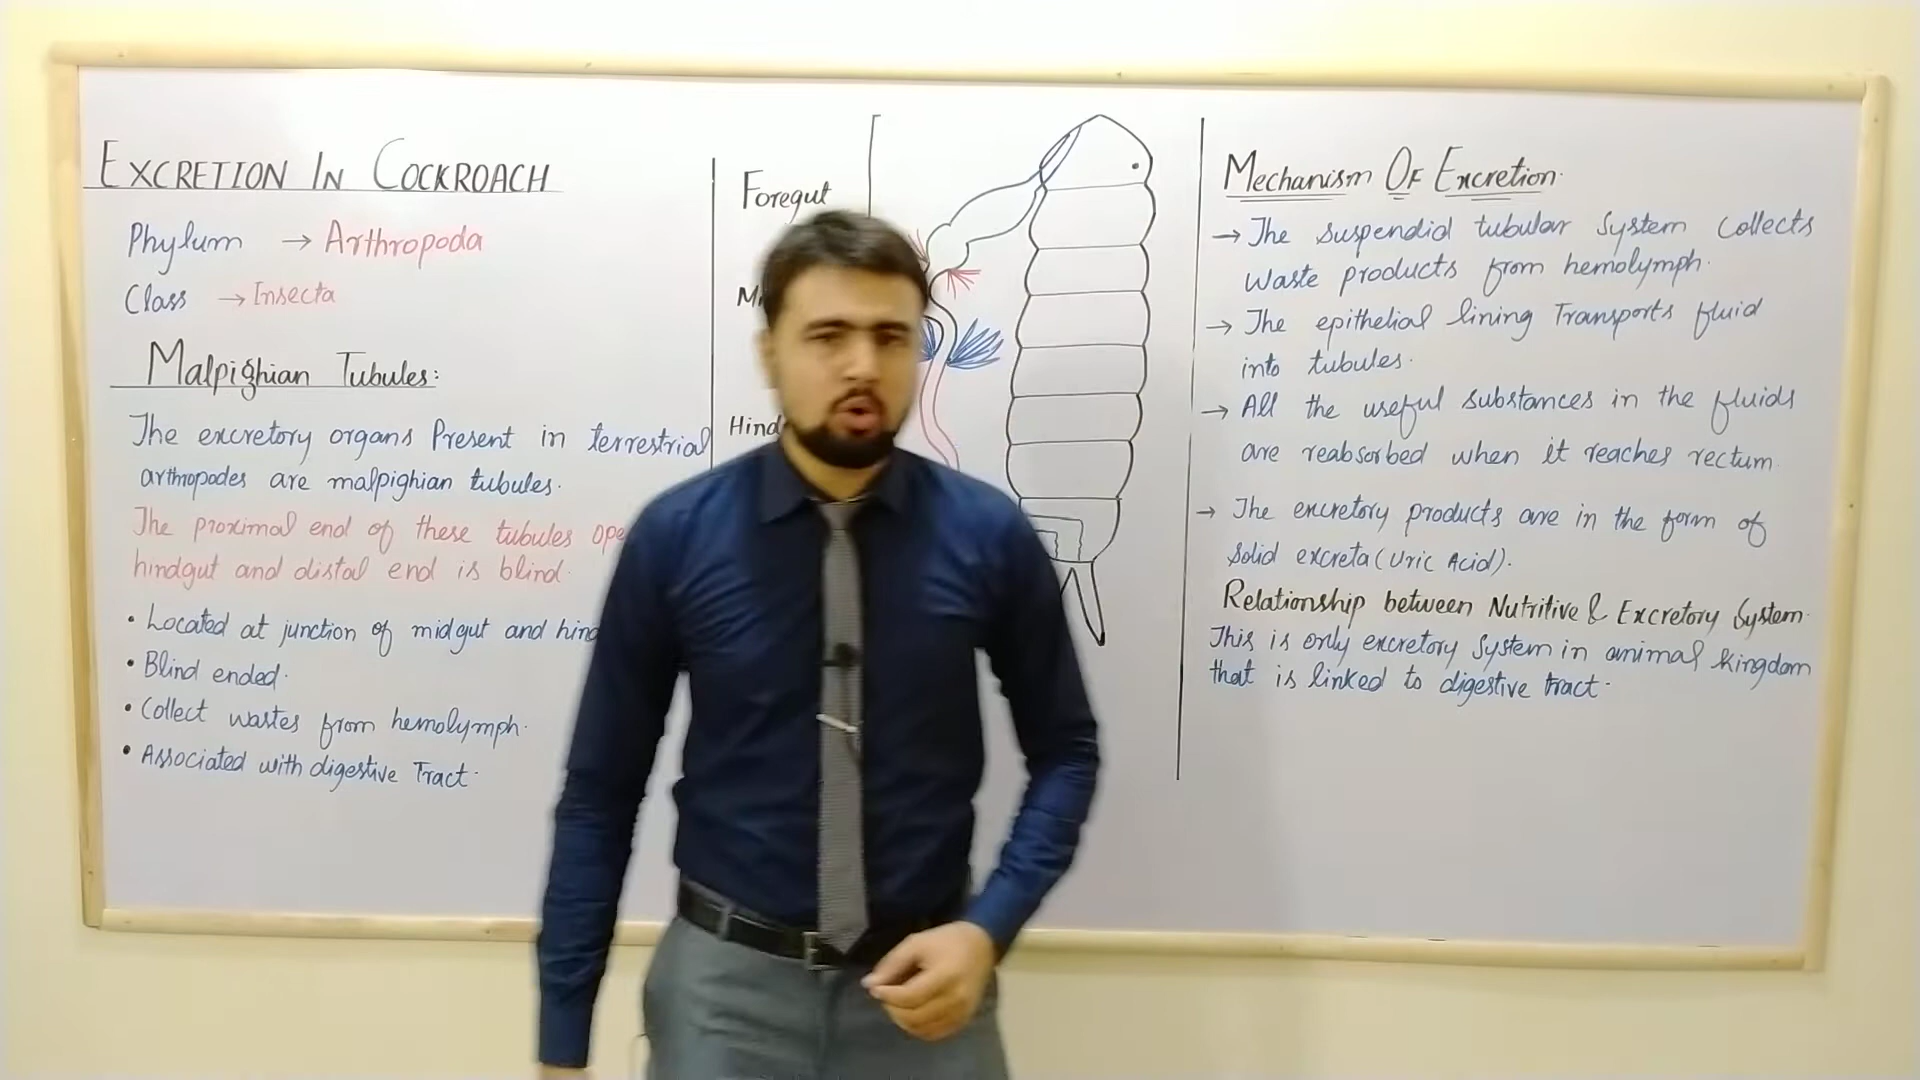 EXCRETION IN COCKROACH
Phylum → Arthropoda
Class → Insecta
Malpighian Tubules:
The excretory organs Present in terrestrial
arthropodes are malpighian tubules.
The proximal end of these tubules
hindgut and distal end is blind.
• Located at junction of midgut and
• Blind ended.
• Collect wastes from hemolymph.
• Associated with digestive Tract.
Foregut
Mechanism OF Excretion.
→ The suspendid tubular System Collects
Waste products from hemolymph.
→ The epithelial lining Transports fluid
into tubules.
→ All the useful substances in the fluids
are reabsorbed when it reaches rectum.
→ The excretory products are in the form of
Solid excreta (Uric Acid).
Relationship between Nutritive & Excretory System.
This is only excretory System in animal kingdom
that is linked to digestive tract.